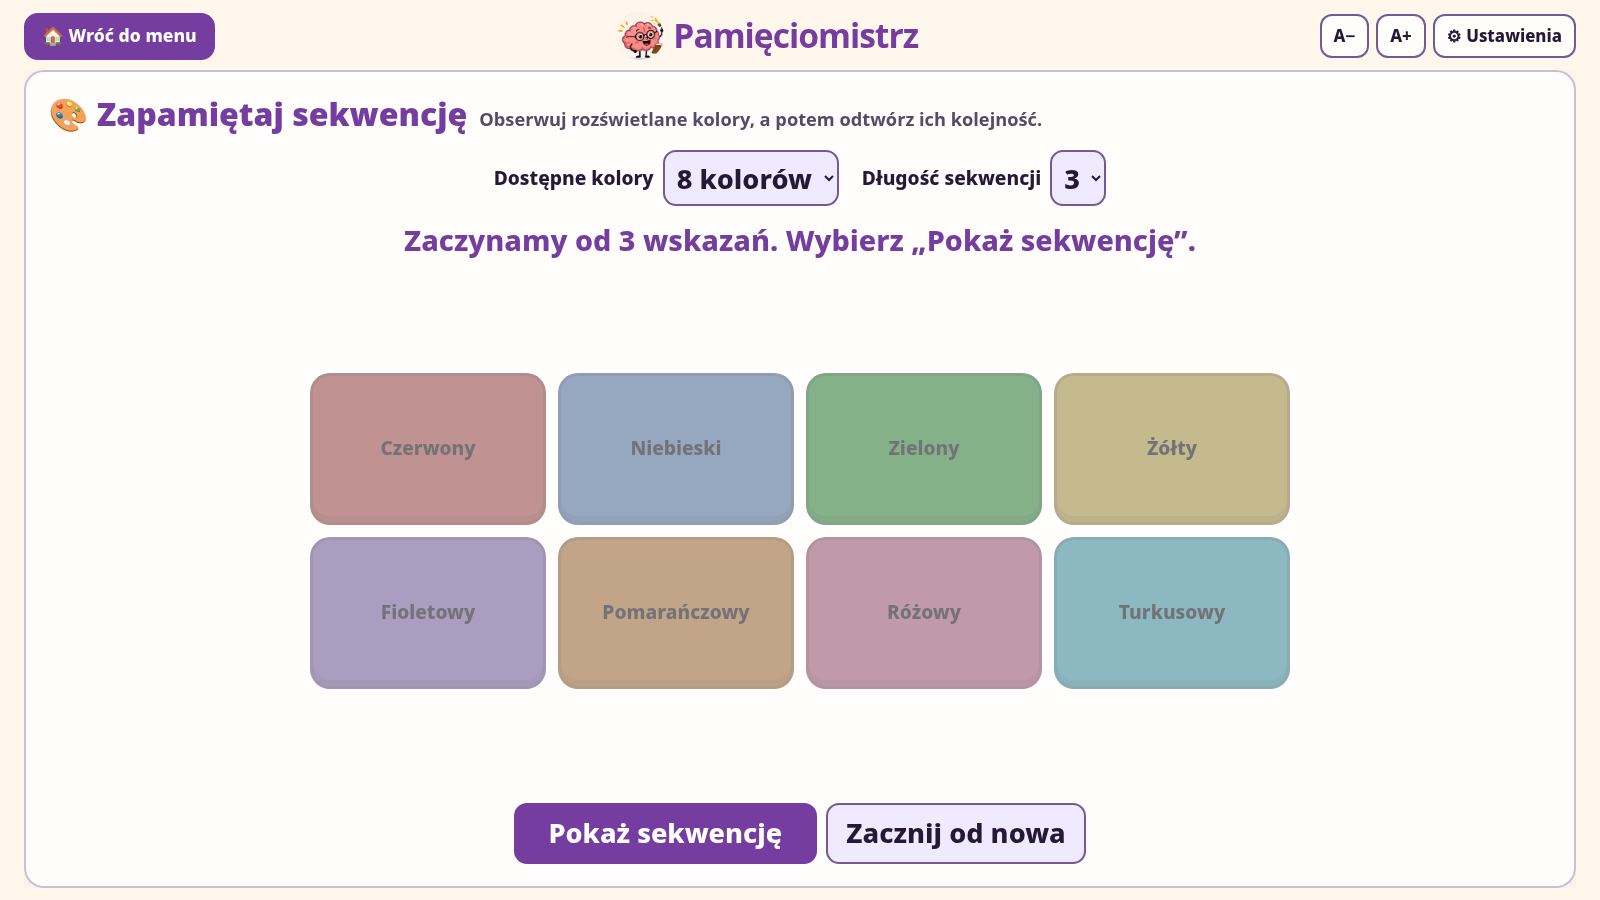 🏠 Wróć do menu
Pamięciomistrz
A−
A+
⚙ Ustawienia
🎨 Zapamiętaj sekwencję Obserwuj rozświetlane kolory, a potem odtwórz ich kolejność.
Dostępne kolory 8 kolorów Długość sekwencji 3
Zaczynamy od 3 wskazań. Wybierz „Pokaż sekwencję”.
Czerwony
Niebieski
Zielony
Żółty
Fioletowy
Pomarańczowy
Różowy
Turkusowy
Pokaż sekwencję
Zacznij od nowa